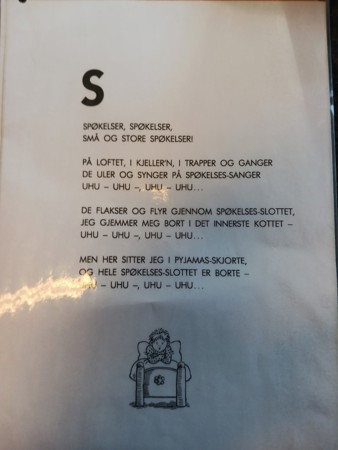 S
SPØKELSER, SPØKELSER,
SMÅ OG STORE SPØKELSER!
PÅ LOFTET, I KJELLER'N, I TRAPPER OG GANGER
DE ULER OG SYNGER PÅ SPØKELSES-SANGER
UHU – UHU –, UHU – UHU...
DE FLAKSER OG FLYR GJENNOM SPØKELSES-SLOTTET,
JEG GJEMMER MEG BORT I DET INNERSTE KOTTET –
UHU – UHU –, UHU – UHU...
MEN HER SITTER JEG I PYJAMAS-SKJORTE,
OG HELE SPØKELSES-SLOTTET ER BORTE –
UHU – UHU –, UHU – UHU...